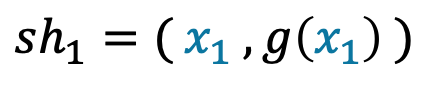 sh₁ = ( x₁ , g(x₁) )